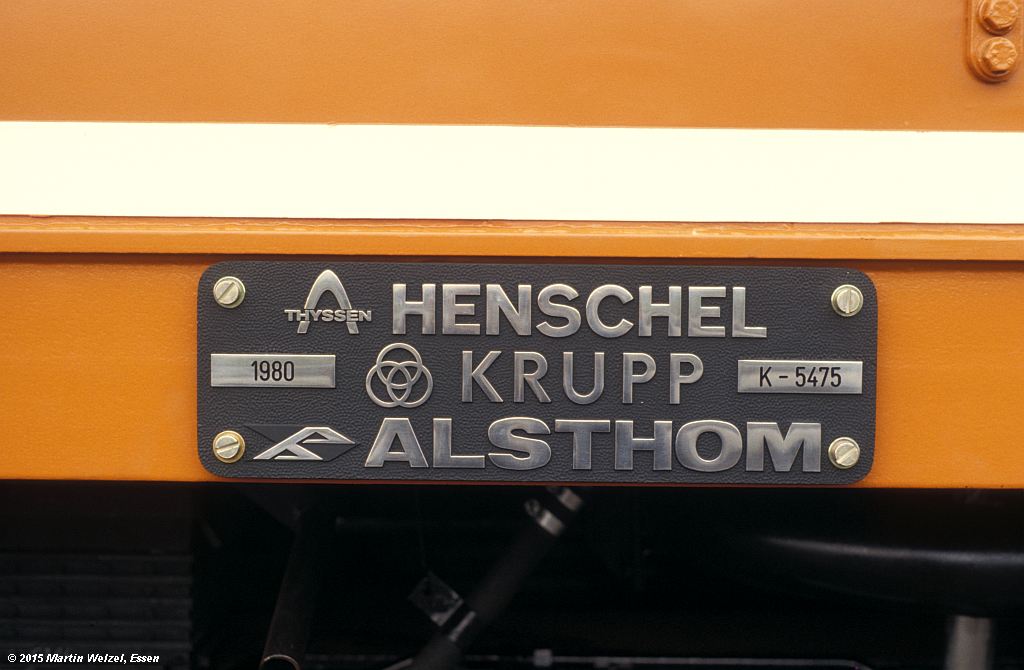 THYSSEN HENSCHEL
1980 KRUPP K-5475
ALSTHOM
© 2015 Martin Welzel, Essen